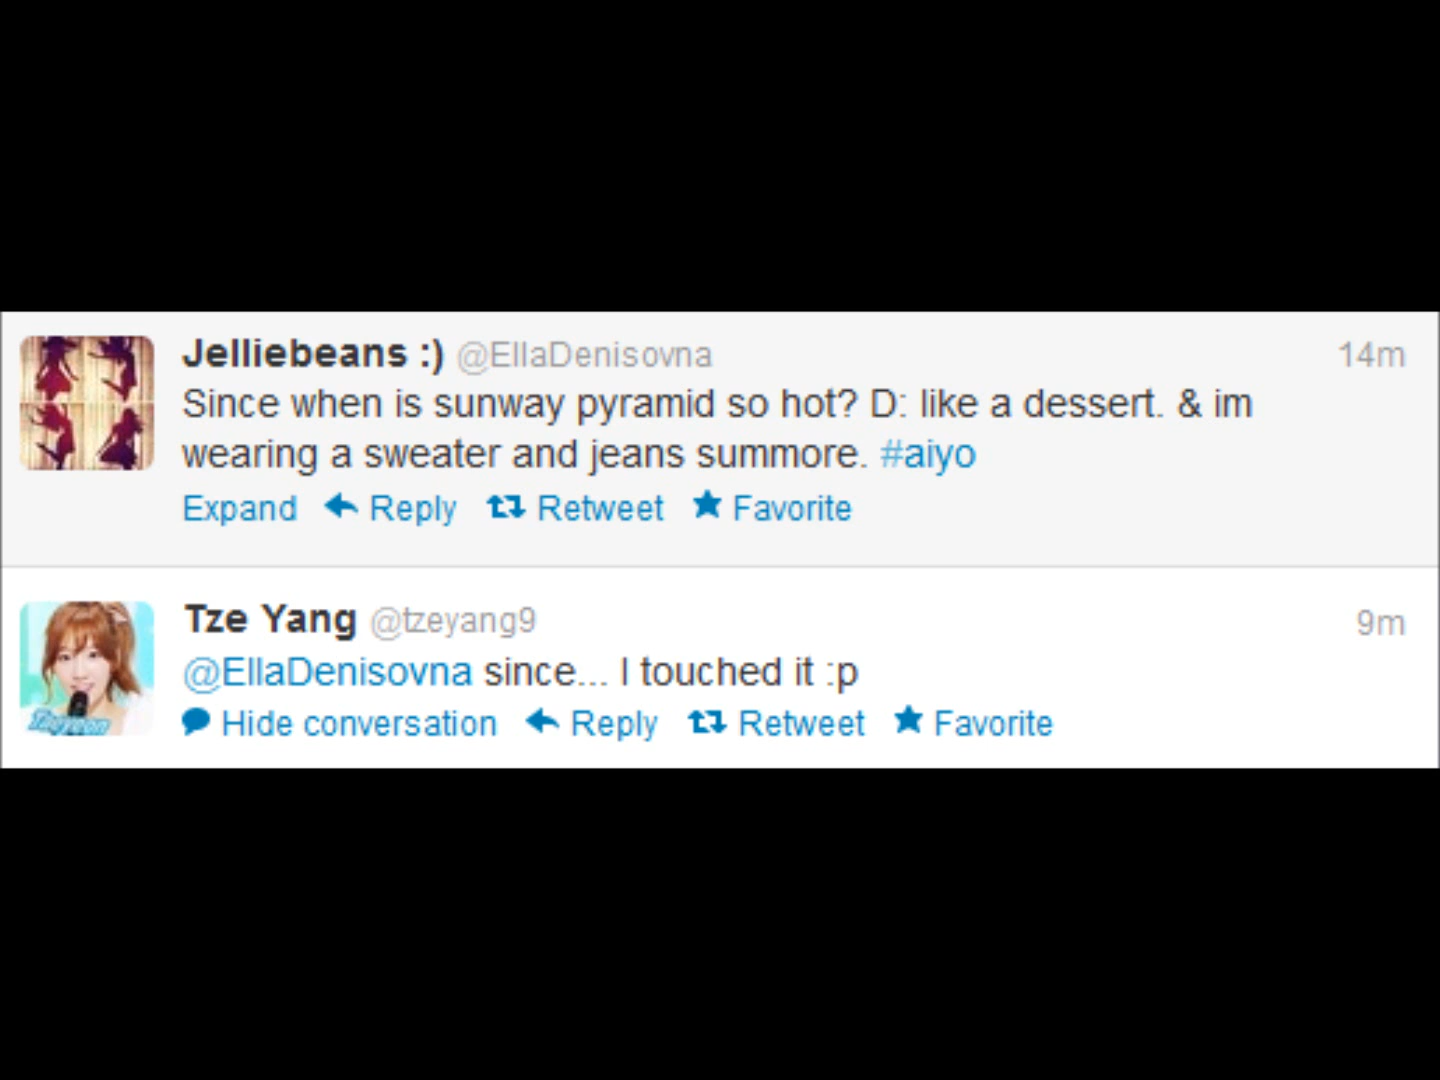 Jelliebeans :) @EllaDenisovna 14m
Since when is sunway pyramid so hot? D: like a dessert. & im
wearing a sweater and jeans summore. #aiyo
Expand Reply Retweet Favorite
Tze Yang @tzeyang9 9m
@EllaDenisovna since... I touched it :p
Taeyeon
Hide conversation Reply Retweet Favorite